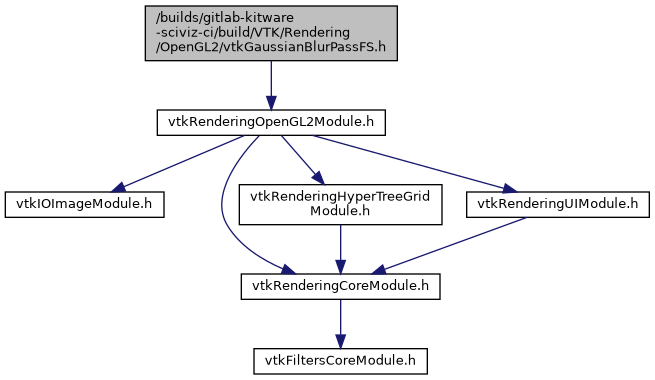 /builds/gitlab-kitware
-sciviz-ci/build/VTK/Rendering
/OpenGL2/vtkGaussianBlurPassFS.h
vtkRenderingOpenGL2Module.h
vtkIOImageModule.h
vtkRenderingHyperTreeGrid
Module.h
vtkRenderingUIModule.h
vtkRenderingCoreModule.h
vtkFiltersCoreModule.h